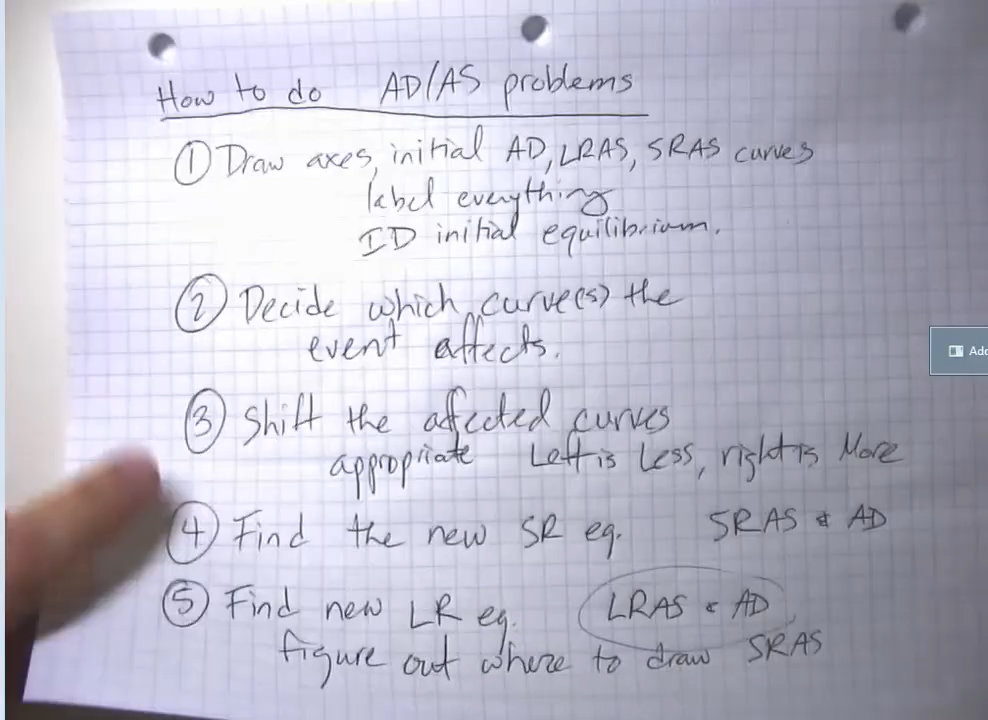 How to do AD/AS problems
① Draw axes, initial AD, LRAS, SRAS curves
label everything
ID initial equilibrium.
② Decide which curve(s) the
event affects.
③ Shift the affected curves
appropriate Left is Less, right is More
④ Find the new SR eq. SRAS & AD
⑤ Find new LR eq. LRAS & AD
figure out where to draw SRAS
Add